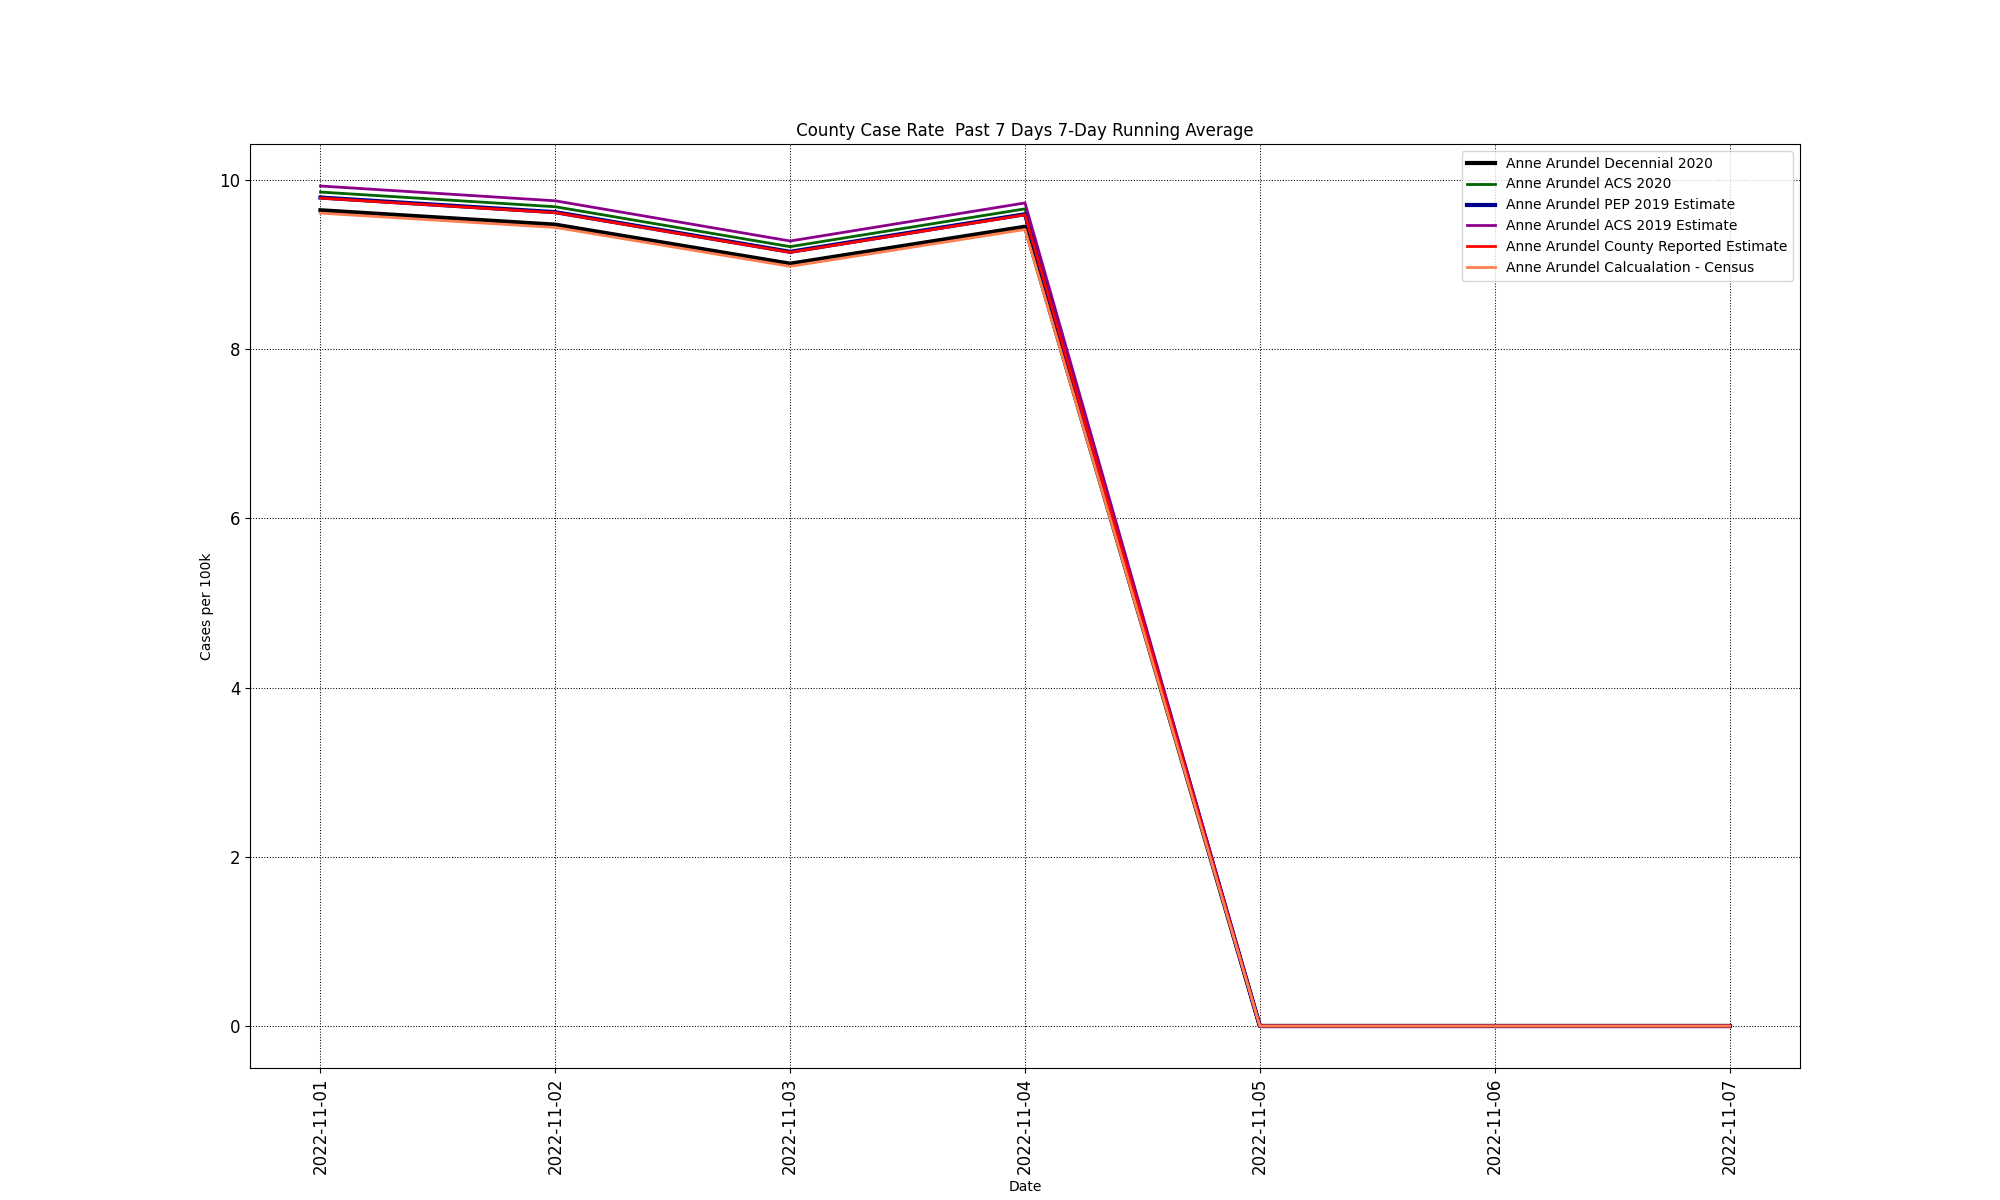 County Case Rate  Past 7 Days 7-Day Running Average
Anne Arundel Decennial 2020
Anne Arundel ACS 2020
Anne Arundel PEP 2019 Estimate
Anne Arundel ACS 2019 Estimate
Anne Arundel County Reported Estimate
Anne Arundel Calcualation - Census
Cases per 100k
10
8
6
4
2
0
2022-11-01
2022-11-02
2022-11-03
2022-11-04
2022-11-05
2022-11-06
2022-11-07
Date